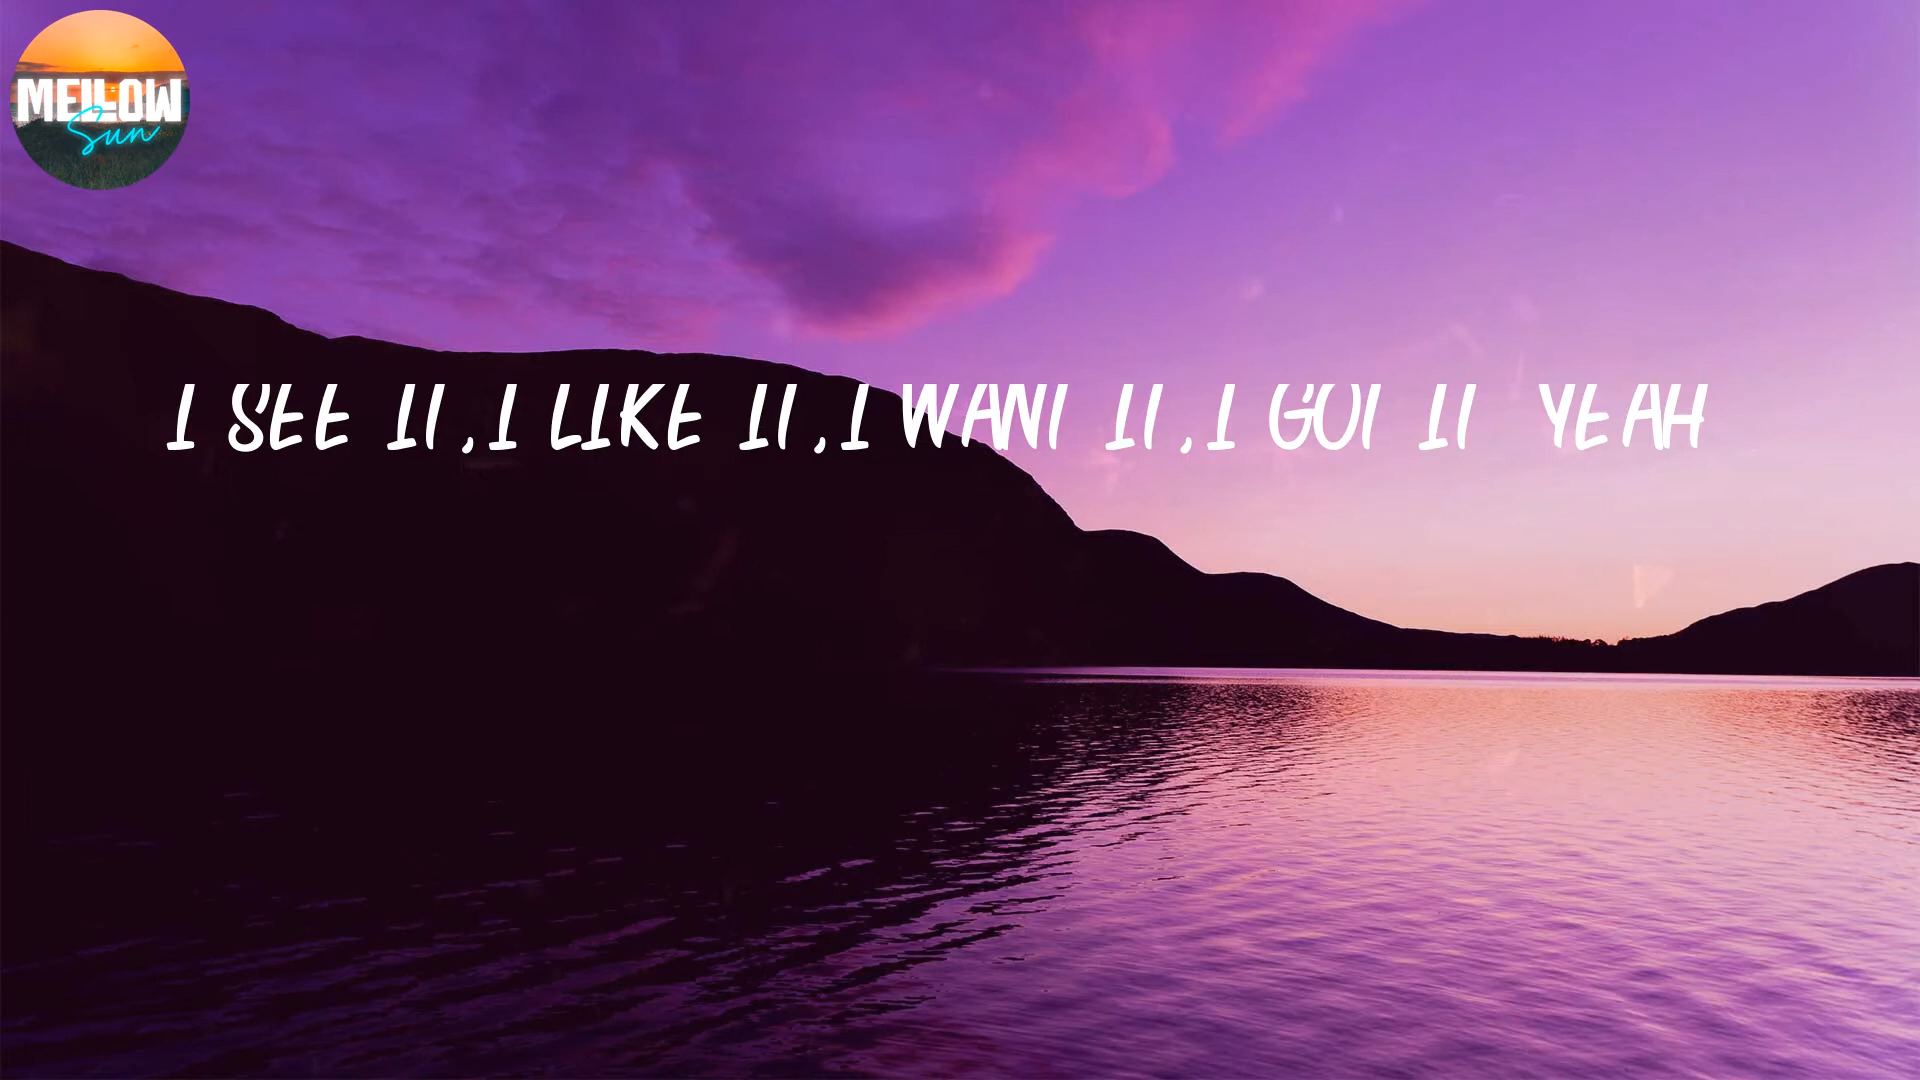 MELLOW
Sun
I SEE IT, I LIKE IT, I WANT IT, I GOT IT YEAH